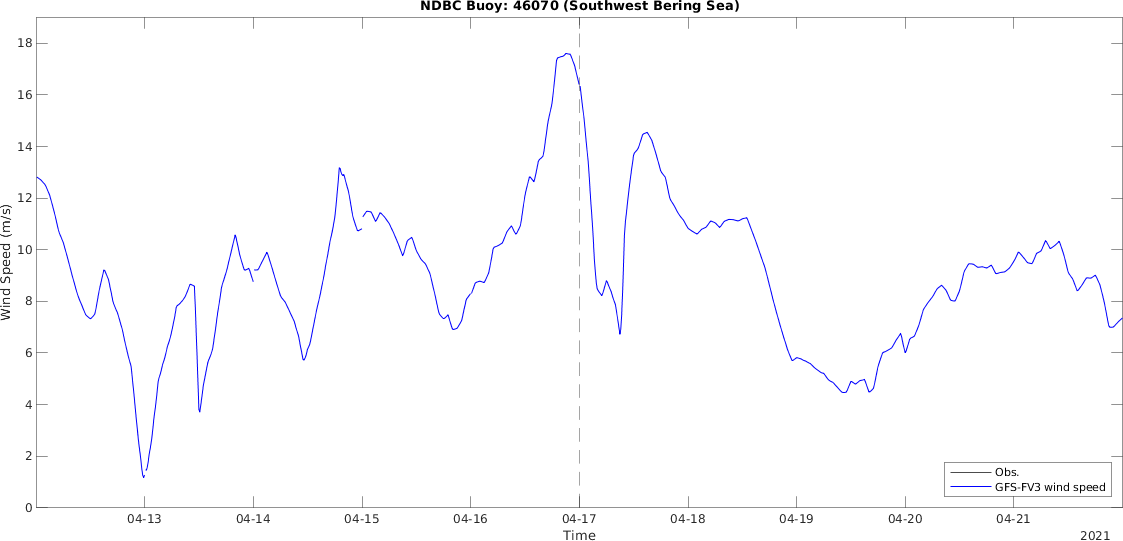 NDBC Buoy: 46070 (Southwest Bering Sea)
18
16
14
12
10
8
6
4
2
0
Wind Speed (m/s)
Obs.
GFS-FV3 wind speed
04-13 04-14 04-15 04-16 04-17 04-18 04-19 04-20 04-21
Time
2021